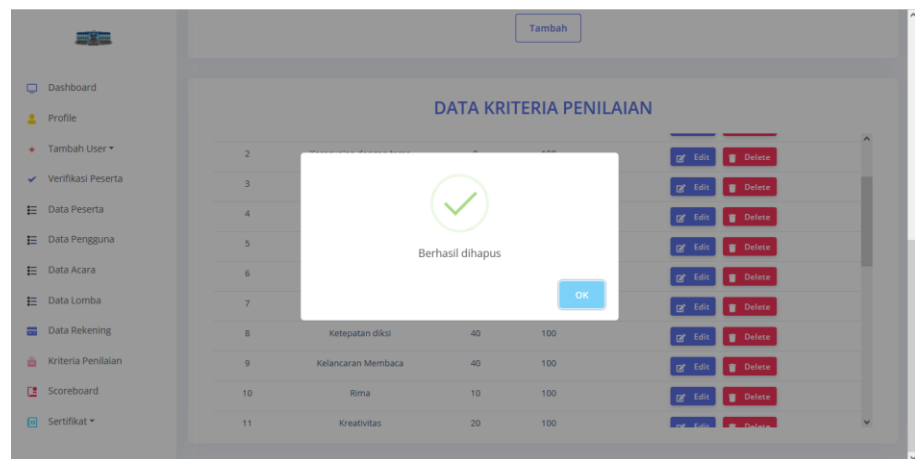 Tambah
Dashboard
Profile
Tambah User
Verifikasi Peserta
Data Peserta
Data Pengguna
Data Acara
Data Lomba
Data Rekening
Kriteria Penilaian
Scoreboard
Sertifikat
DATA KRITERIA PENILAIAN
2 Edit Delete
3 Edit Delete
4 Edit Delete
5 Edit Delete
6 Edit Delete
7 Edit Delete
8 Ketepatan diksi 40 100 Edit Delete
9 Kelancaran Membaca 40 100 Edit Delete
10 Rima 10 100 Edit Delete
11 Kreativitas 20 100 Edit Delete
Berhasil dihapus
OK